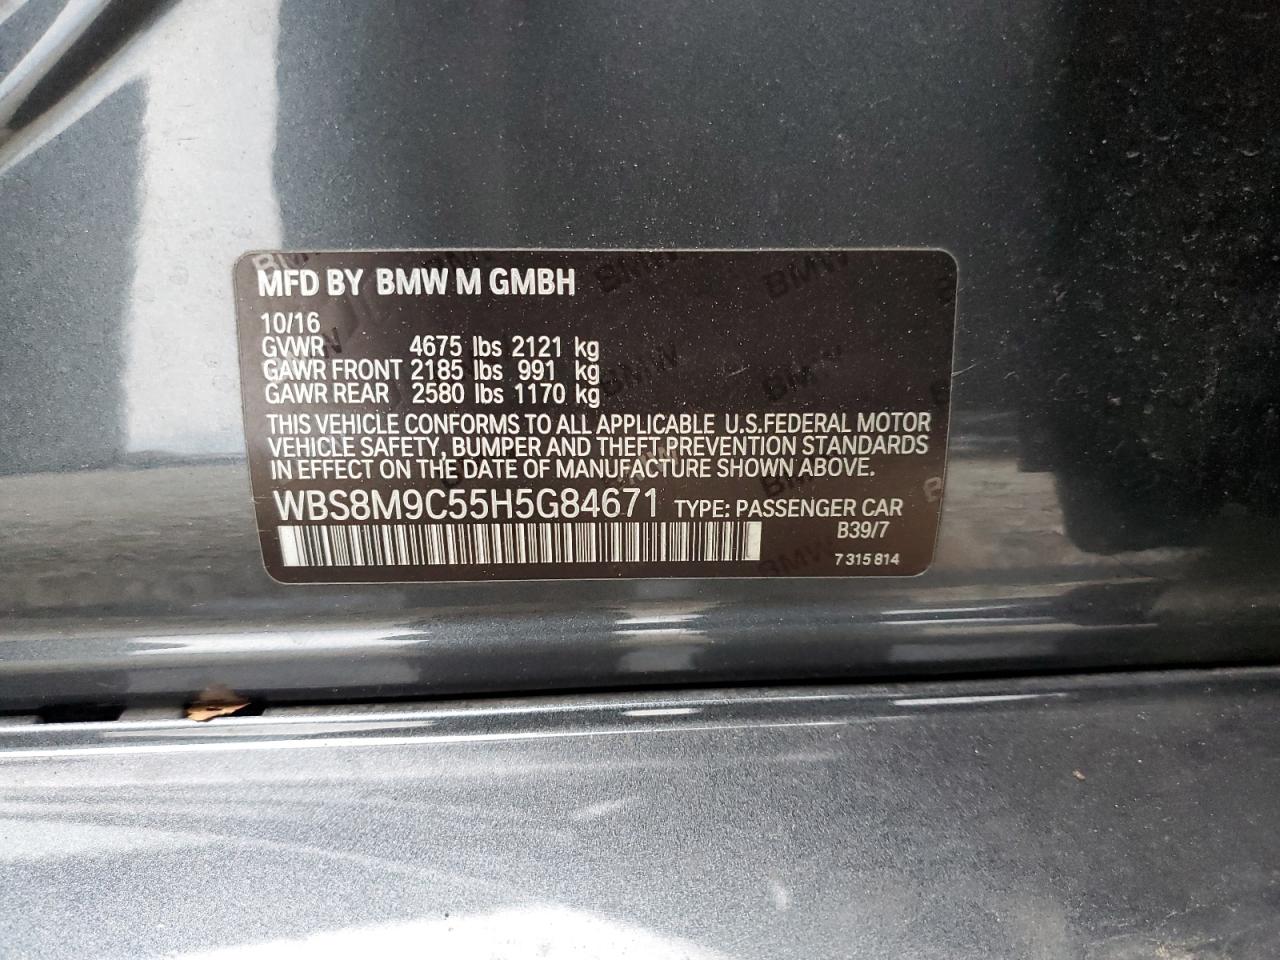 MFD BY BMW M GMBH
10/16
GVWR 4675 lbs 2121 kg
GAWR FRONT 2185 lbs 991 kg
GAWR REAR 2580 lbs 1170 kg
THIS VEHICLE CONFORMS TO ALL APPLICABLE U.S.FEDERAL MOTOR
VEHICLE SAFETY, BUMPER AND THEFT PREVENTION STANDARDS
IN EFFECT ON THE DATE OF MANUFACTURE SHOWN ABOVE.
WBS8M9C55H5G84671 TYPE: PASSENGER CAR
B39/7
7 315 814